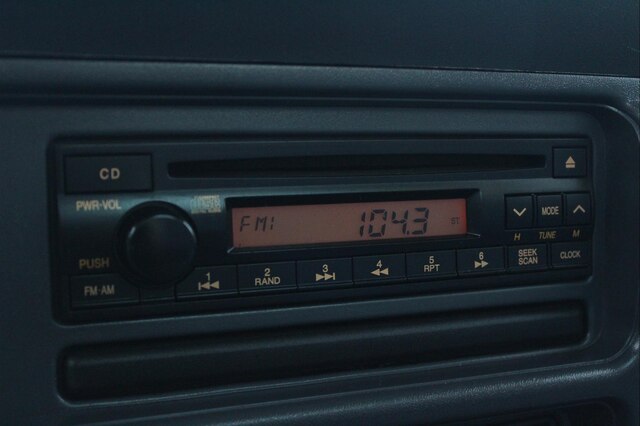 CD
PWR·VOL
FM1 104.3 ST
MODE
H TUNE M
PUSH
FM·AM
1
2
RAND
3
4
5
RPT
6
SEEK
SCAN
CLOCK